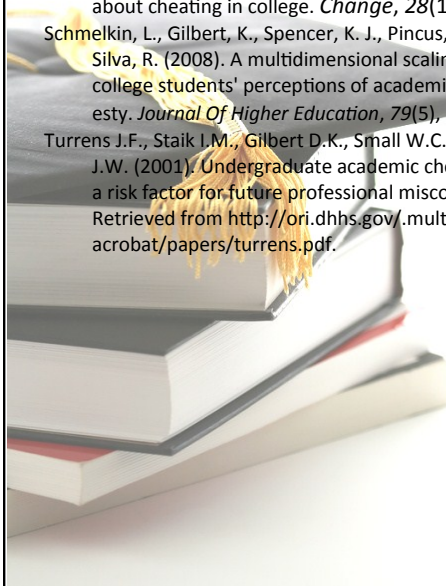 about cheating in college. Change, 28(1
Schmelkin, L., Gilbert, K., Spencer, K. J., Pincus,
Silva, R. (2008). A multidimensional scalin
college students' perceptions of academi
esty. Journal Of Higher Education, 79(5),
Turrens J.F., Staik I.M., Gilbert D.K., Small W.C.
J.W. (2001). Undergraduate academic che
a risk factor for future professional misco
Retrieved from http://ori.dhhs.gov/.mult
acrobat/papers/turrens.pdf.